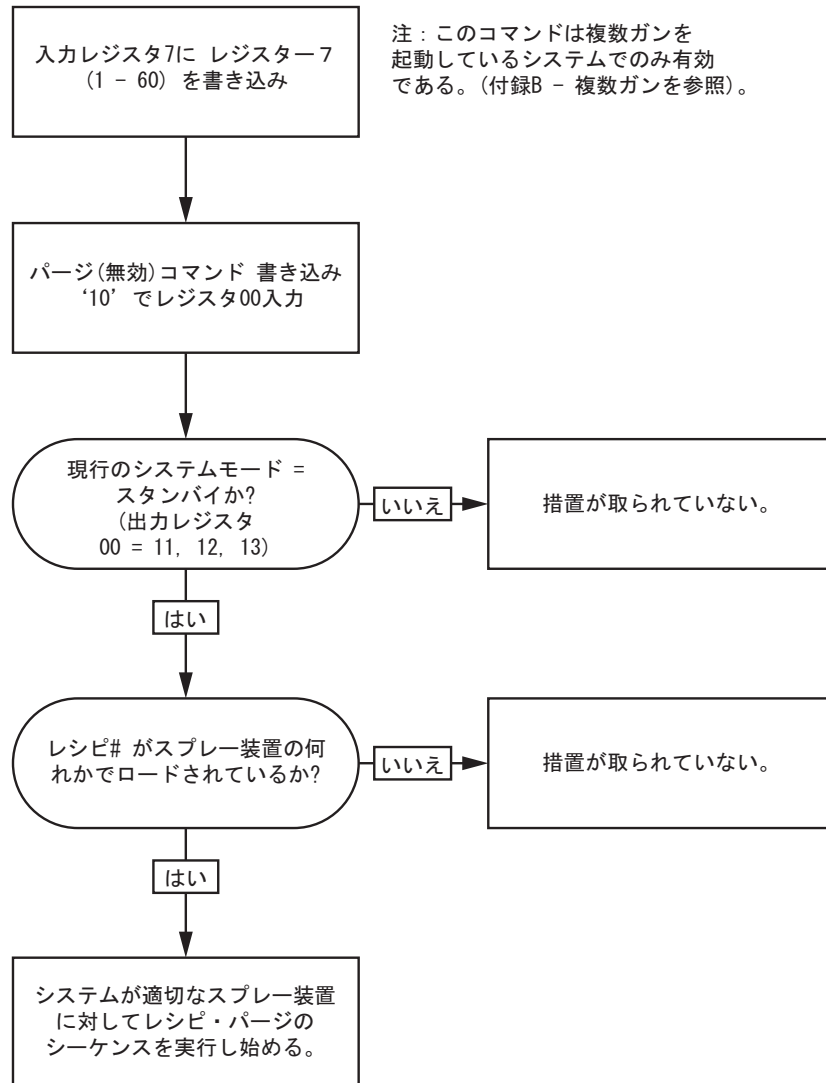 入力レジスタ7に レジスター７
(1 - 60) を書き込み
注：このコマンドは複数ガンを
起動しているシステムでのみ有効
である。(付録B - 複数ガンを参照)。
パージ(無効)コマンド 書き込み
‘10’ でレジスタ00入力
現行のシステムモード =
スタンバイか?
(出力レジスタ
00 = 11, 12, 13)
いいえ
措置が取られていない。
はい
レシピ# がスプレー装置の何
れかでロードされているか?
いいえ
措置が取られていない。
はい
システムが適切なスプレー装置
に対してレシピ・パージの
シーケンスを実行し始める。